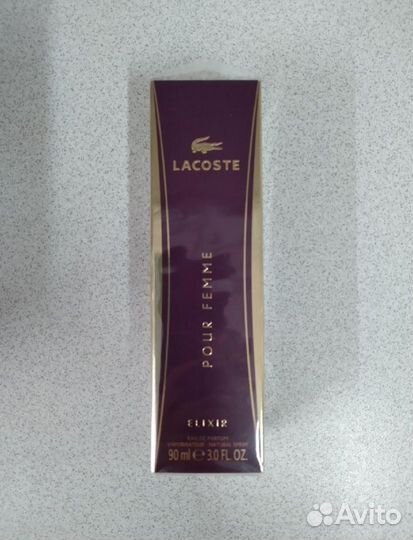 LACOSTE
POUR FEMME
ELIXIR
EAU DE PARFUM
VAPORISATEUR - NATURAL SPRAY
90 ml e 3.0 FL. OZ.
Avito